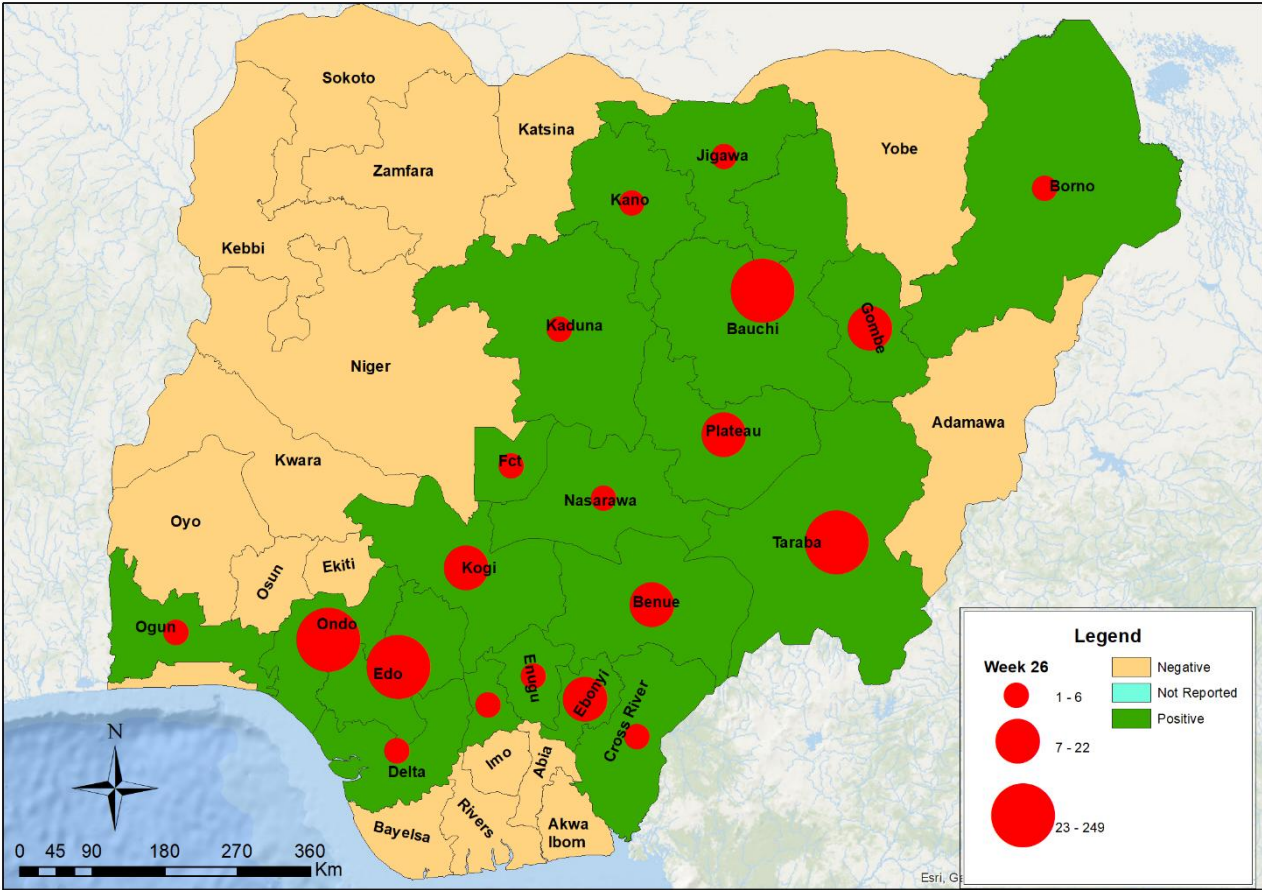 Sokoto
Katsina
Jigawa
Yobe
Zamfara
Borno
Kano
Kebbi
Bauchi
Gombe
Kaduna
Niger
Adamawa
Plateau
Fct
Kwara
Nasarawa
Oyo
Taraba
Ekiti
Osun
Kogi
Benue
Ogun
Ondo
Edo
Enugu
Ebonyi
Cross River
Delta
Imo
Abia
Bayelsa
Rivers
Akwa
Ibom
N
0 45 90 180 270 360
Km
Legend
Week 26
1 - 6
7 - 22
23 - 249
Negative
Not Reported
Positive
Esri,